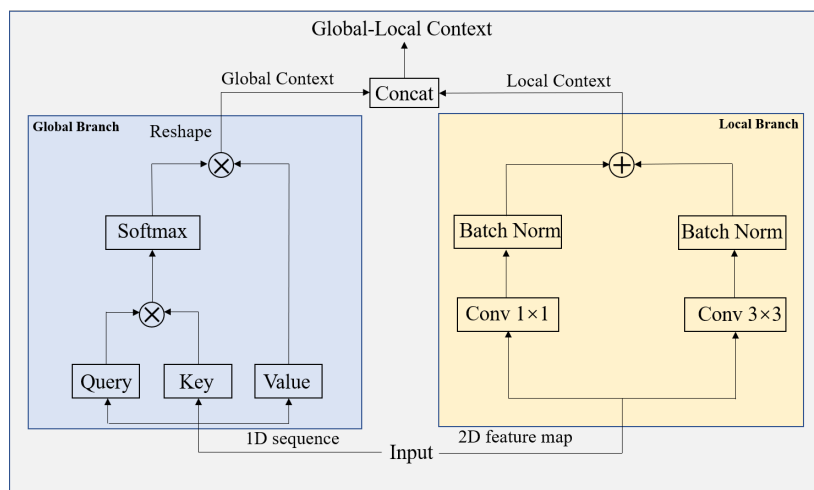 Global-Local Context
Global Context
Concat
Local Context
Global Branch
Reshape
Local Branch
Softmax
Batch Norm
Batch Norm
Conv 1×1
Conv 3×3
Query
Key
Value
1D sequence
Input
2D feature map